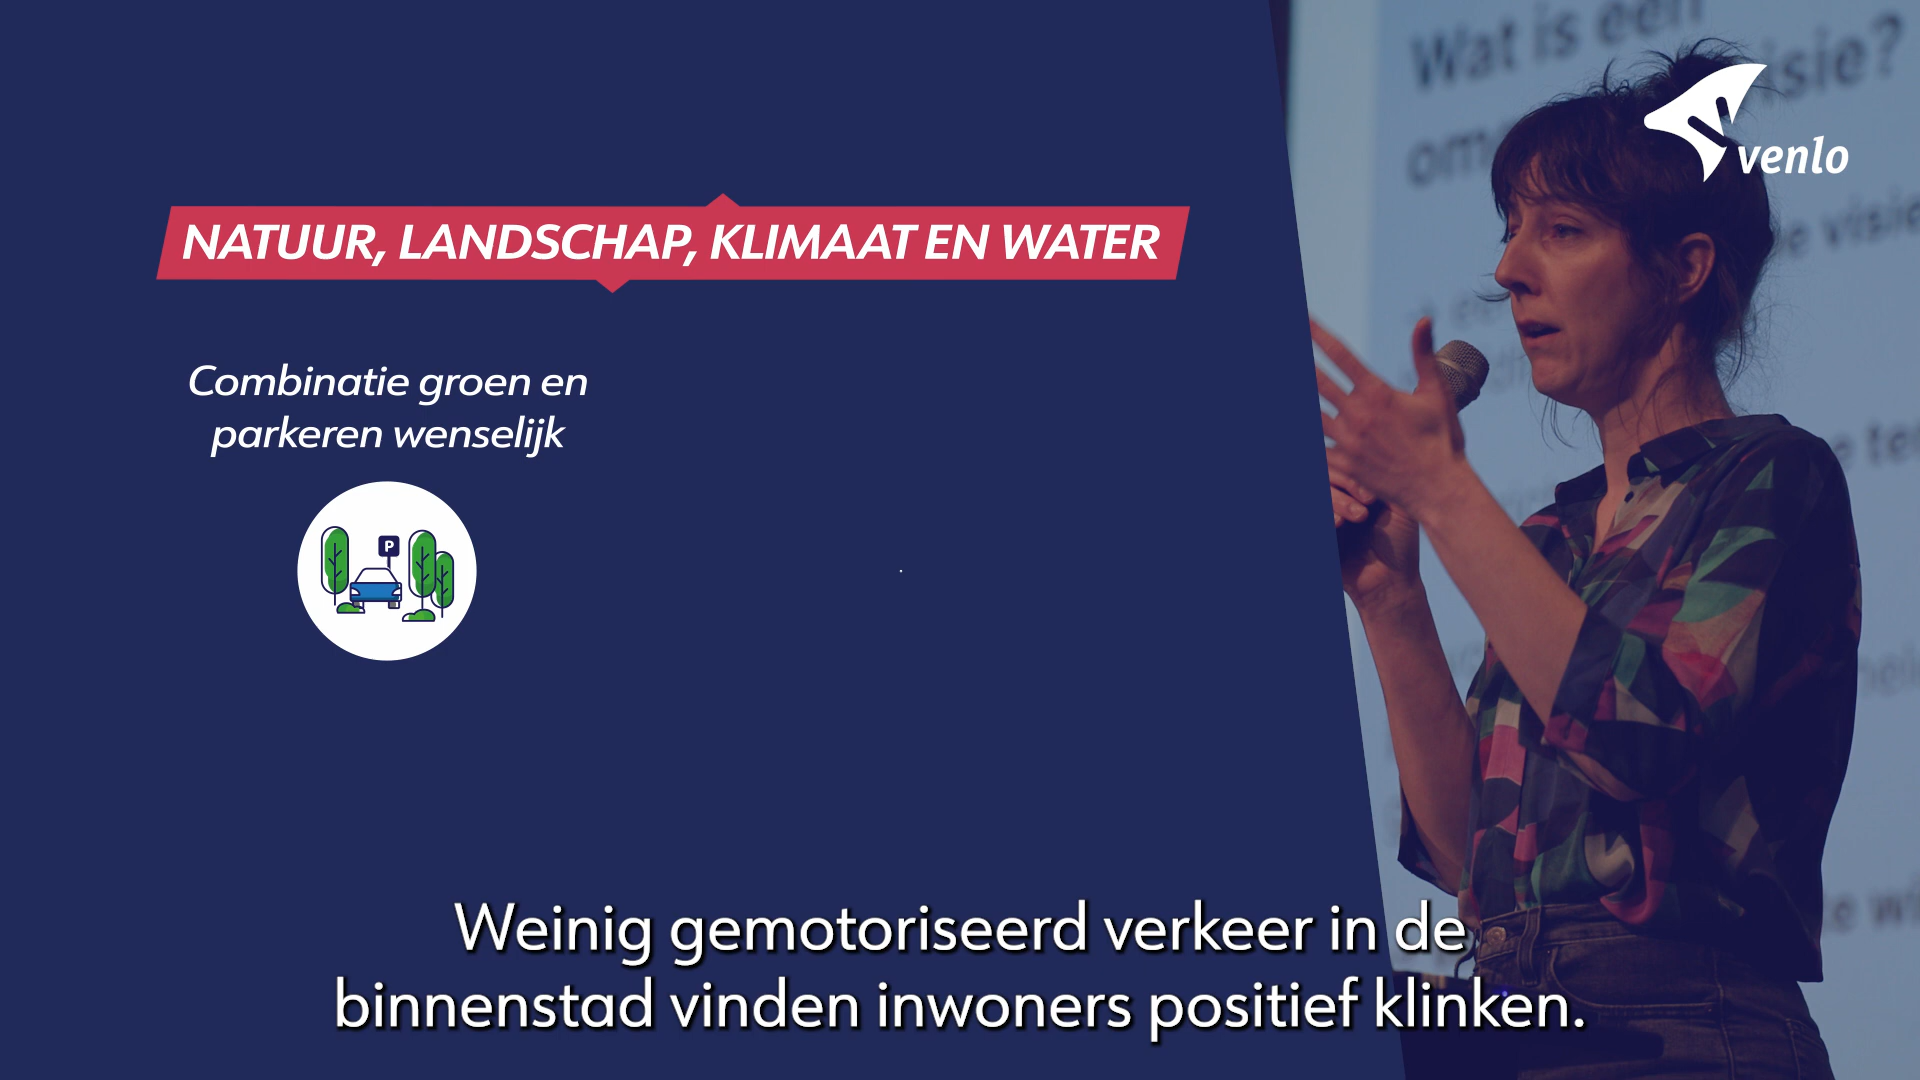 Wat is een
omgevingsvisie?
venlo
NATUUR, LANDSCHAP, KLIMAAT EN WATER
Combinatie groen en
parkeren wenselijk
P
Weinig gemotoriseerd verkeer in de
binnenstad vinden inwoners positief klinken.